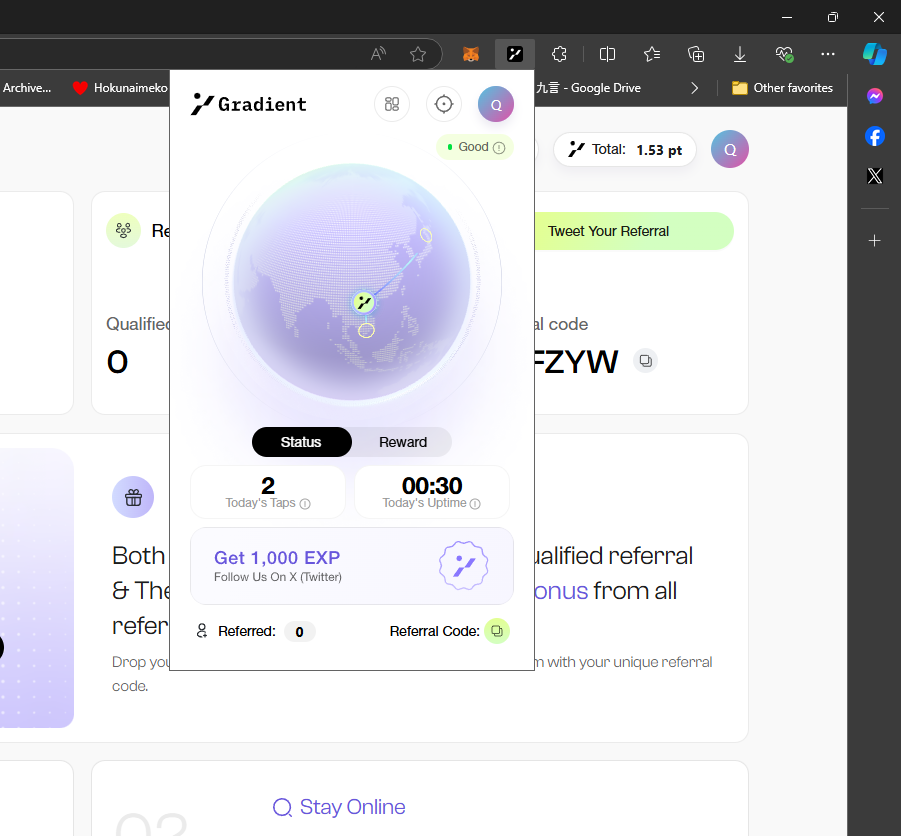 Archive...
Hokunaimeko
九言 - Google Drive
Other favorites
Gradient
Q
Good
Total: 1.53 pt
Q
Re
Tweet Your Referral
Qualified
al code
0
FZYW
Status
Reward
2
Today's Taps
00:30
Today's Uptime
Get 1,000 EXP
Follow Us On X (Twitter)
Both
ualified referral
& The
onus from all
refer
Referred: 0
Referral Code:
Drop you
m with your unique referral
code.
03
Stay Online